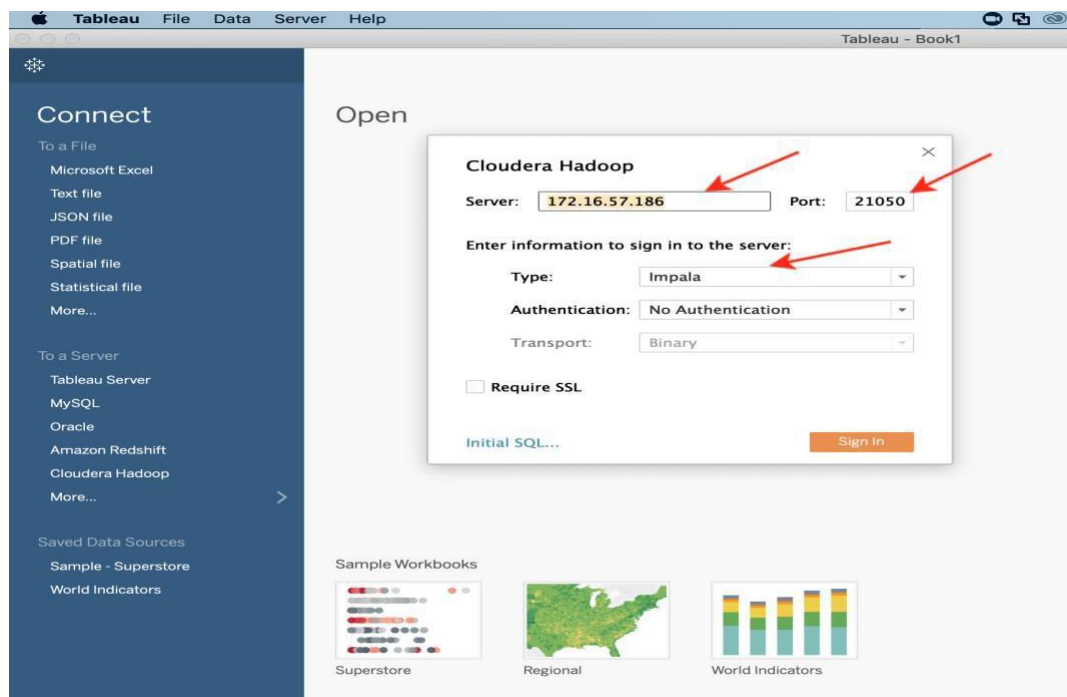 Tableau File Data Server Help
Tableau - Book1
Connect
To a File
Microsoft Excel
Text file
JSON file
PDF file
Spatial file
Statistical file
More...
To a Server
Tableau Server
MySQL
Oracle
Amazon Redshift
Cloudera Hadoop
More...
Saved Data Sources
Sample - Superstore
World Indicators
Open
Cloudera Hadoop
Server: 172.16.57.186 Port: 21050
Enter information to sign in to the server:
Type: Impala
Authentication: No Authentication
Transport: Binary
Require SSL
Initial SQL... Sign In
Sample Workbooks
Superstore Regional World Indicators